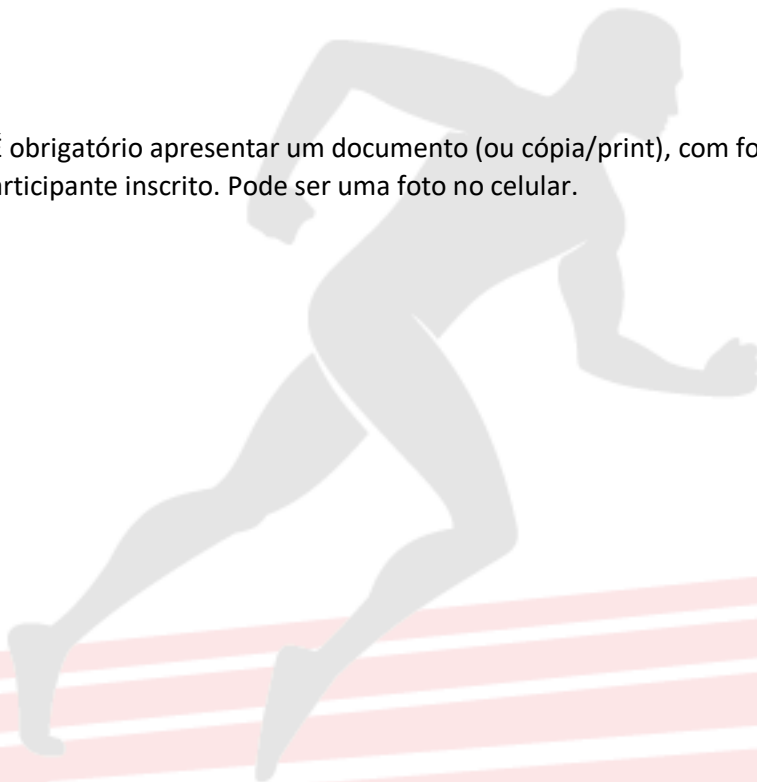 obrigatório apresentar um documento (ou cópia/print), com
inscrito. Pode ser uma foto no celular.